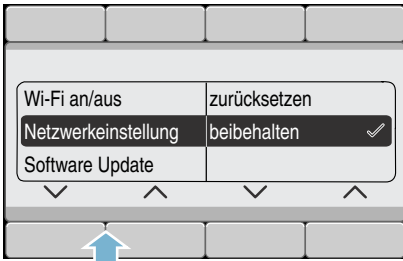 Wi-Fi an/aus zurücksetzen
Netzwerkeinstellung beibehalten
Software Update